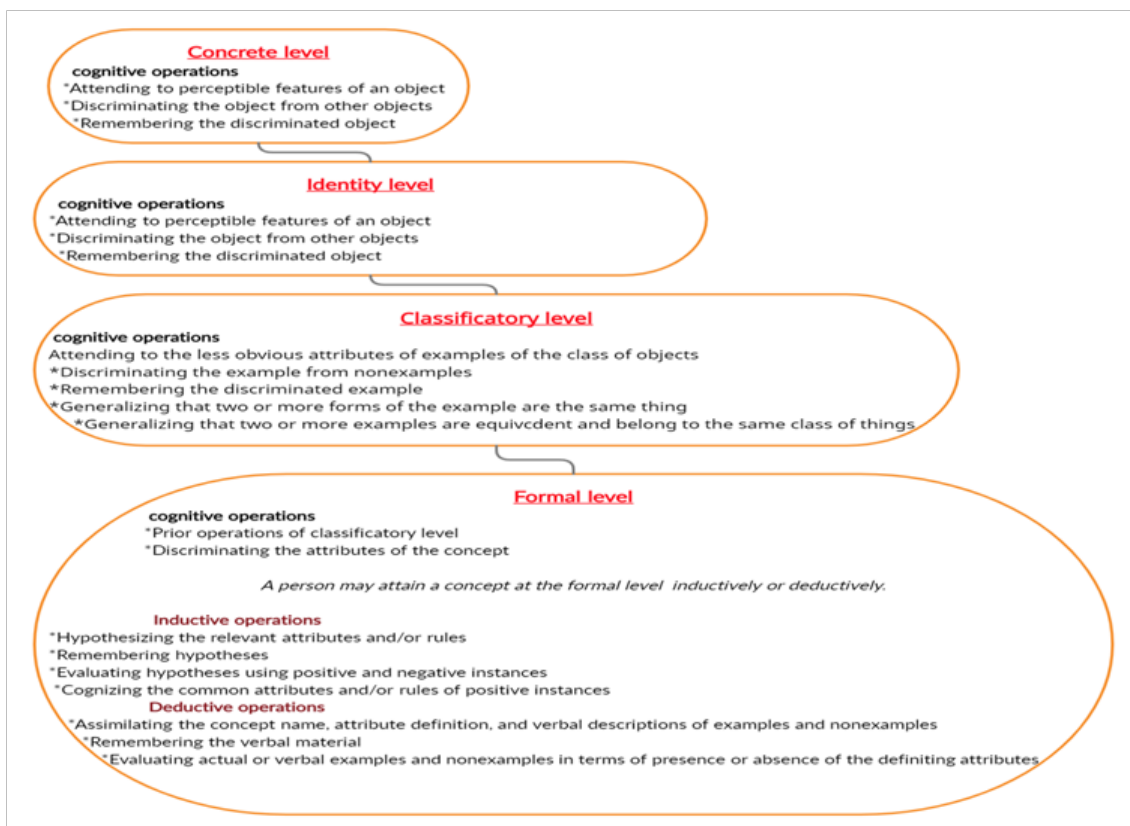 Concrete level
cognitive operations
*Attending to perceptible features of an object
*Discriminating the object from other objects
*Remembering the discriminated object
Identity level
cognitive operations
*Attending to perceptible features of an object
*Discriminating the object from other objects
*Remembering the discriminated object
Classificatory level
cognitive operations
Attending to the less obvious attributes of examples of the class of objects
*Discriminating the example from nonexamples
*Remembering the discriminated example
*Generalizing that two or more forms of the example are the same thing
*Generalizing that two or more examples are equivcdent and belong to the same class of things
Formal level
cognitive operations
*Prior operations of classificatory level
*Discriminating the attributes of the concept
A person may attain a concept at the formal level inductively or deductively.
Inductive operations
*Hypothesizing the relevant attributes and/or rules
*Remembering hypotheses
*Evaluating hypotheses using positive and negative instances
*Cognizing the common attributes and/or rules of positive instances
Deductive operations
*Assimilating the concept name, attribute definition, and verbal descriptions of examples and nonexamples
*Remembering the verbal material
*Evaluating actual or verbal examples and nonexamples in terms of presence or absence of the definiting attributes